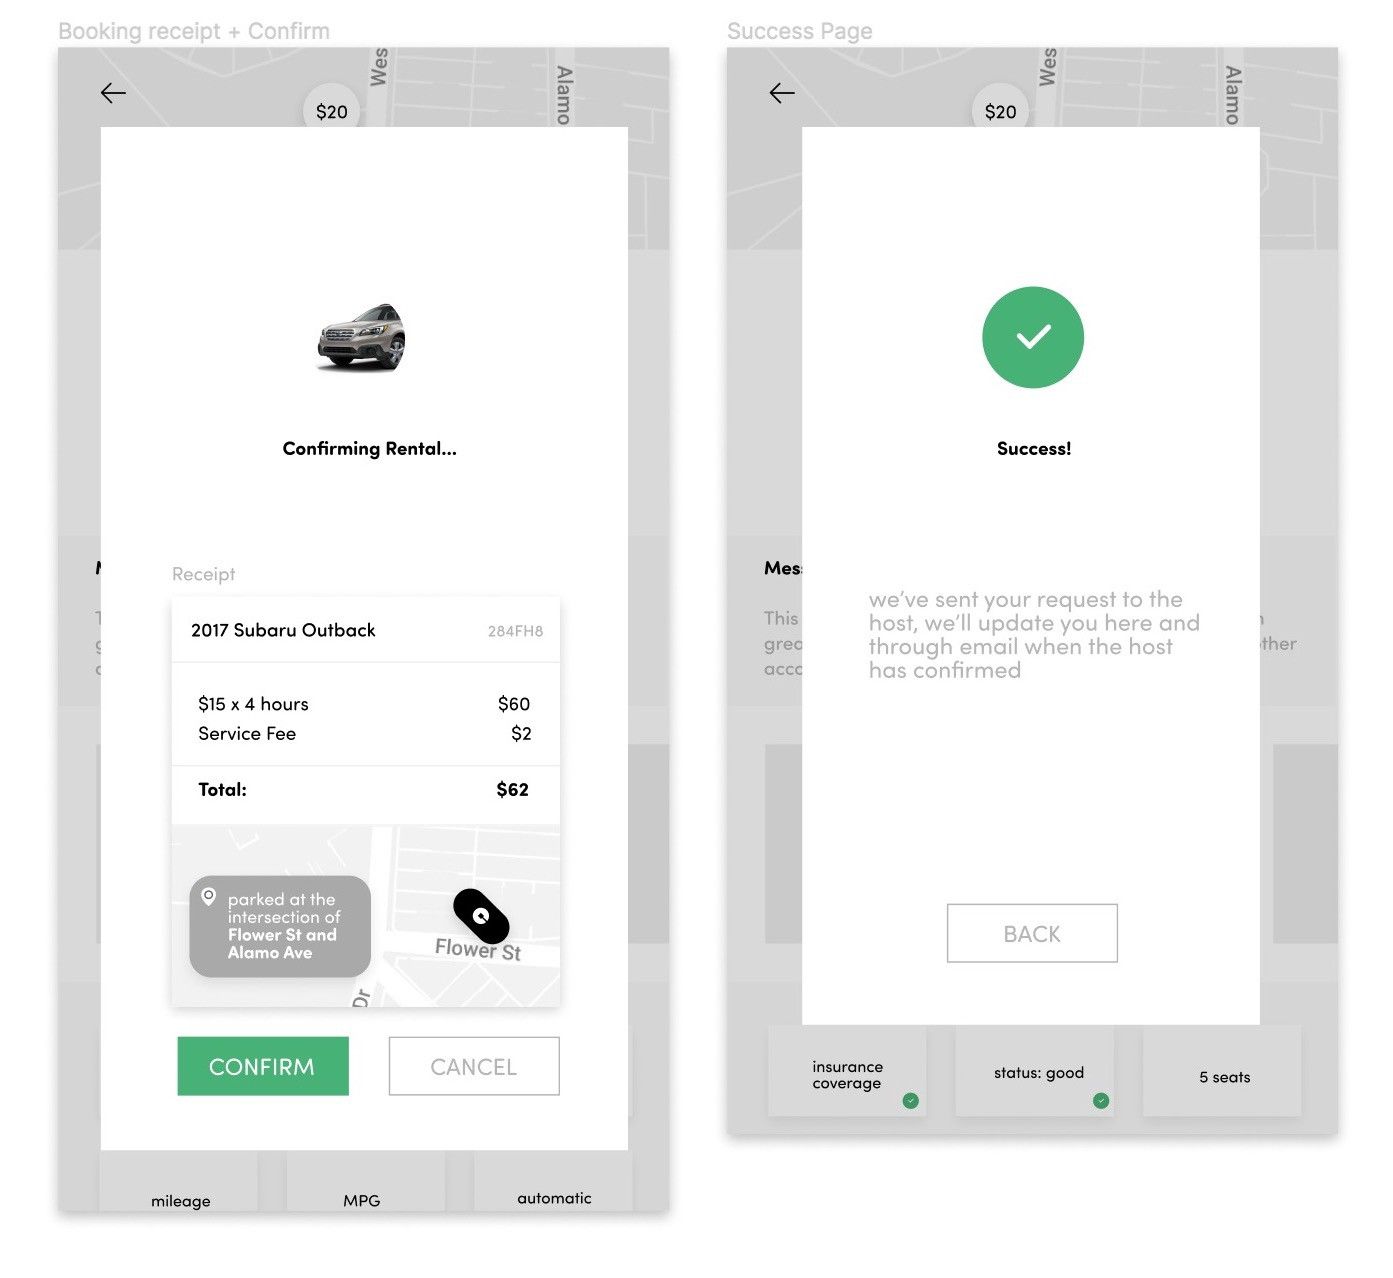 Booking receipt + Confirm
Wes
Alamo
$20
Confirming Rental...
Receipt
2017 Subaru Outback
284FH8
$15 x 4 hours
$60
Service Fee
$2
Total:
$62
parked at the
intersection of
Flower St and
Alamo Ave
Flower St
Dr
CONFIRM
CANCEL
mileage
MPG
automatic
Success Page
Wes
Alamo
$20
Success!
Mess
This
grea
ther
acco
we’ve sent your request to the
host, we’ll update you here and
through email when the host
has confirmed
BACK
insurance
coverage
status: good
5 seats